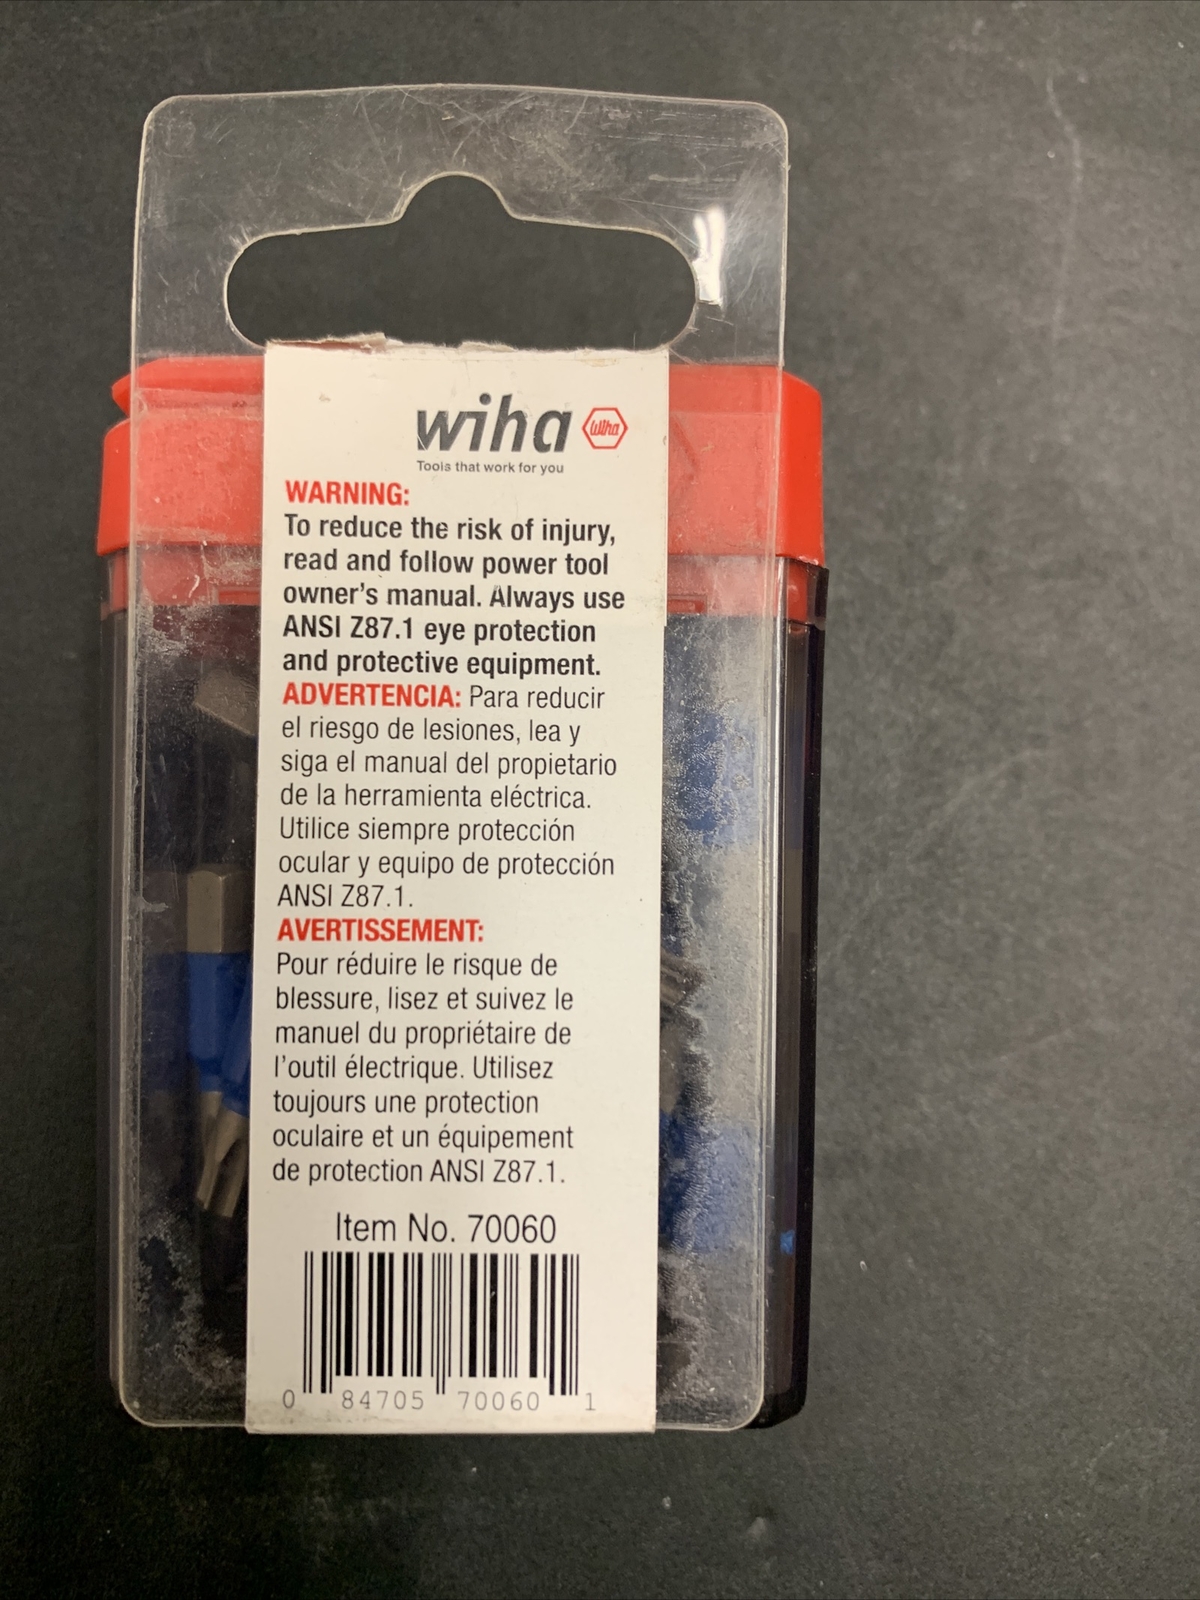 wiha wiha
Tools that work for you
WARNING:
To reduce the risk of injury,
read and follow power tool
owner's manual. Always use
ANSI Z87.1 eye protection
and protective equipment.
ADVERTENCIA: Para reducir
el riesgo de lesiones, lea y
siga el manual del propietario
de la herramienta eléctrica.
Utilice siempre protección
ocular y equipo de protección
ANSI Z87.1.
AVERTISSEMENT:
Pour réduire le risque de
blessure, lisez et suivez le
manuel du propriétaire de
l'outil électrique. Utilisez
toujours une protection
oculaire et un équipement
de protection ANSI Z87.1.
Item No. 70060
0 84705 70060 1